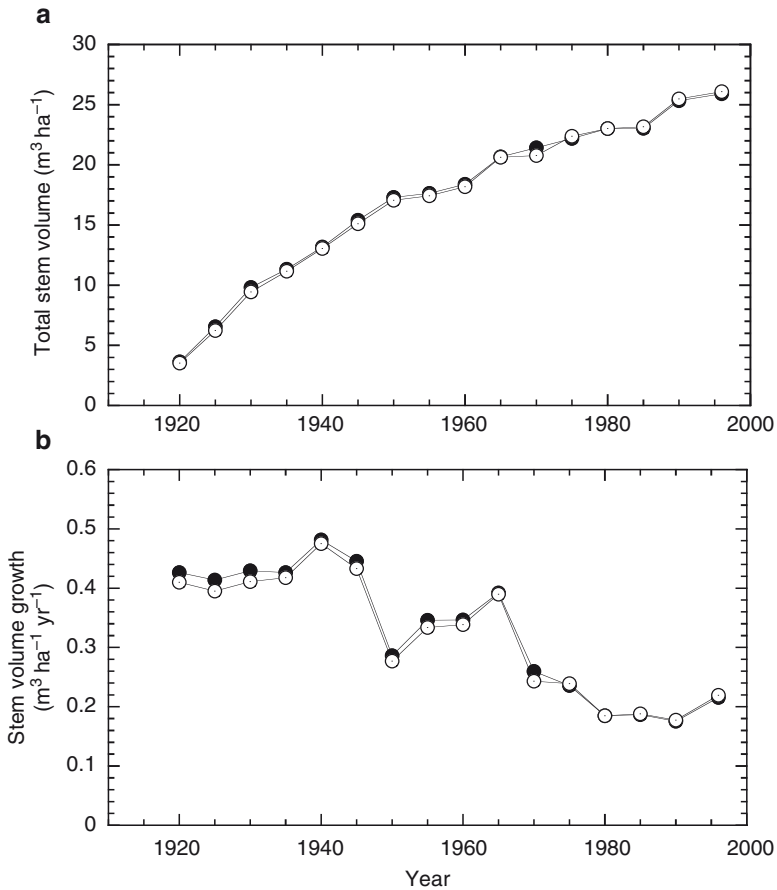 a
30
25
20
15
10
5
0
Total stem volume (m³ ha⁻¹)
1920 1940 1960 1980 2000
b
0.6
0.5
0.4
0.3
0.2
0.1
0
Stem volume growth
(m³ ha⁻¹ yr⁻¹)
1920 1940 1960 1980 2000
Year